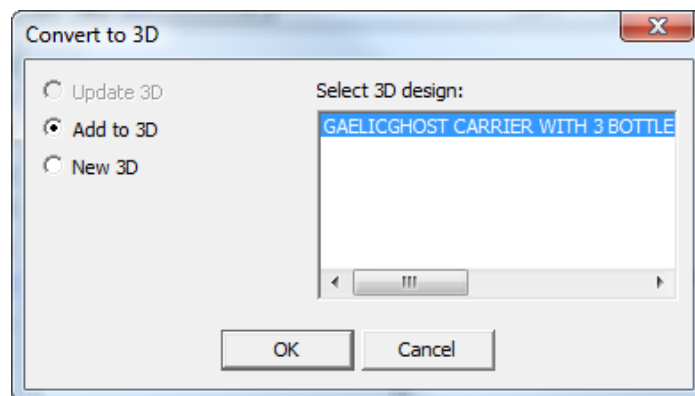 Convert to 3D
Update 3D
Add to 3D
New 3D
Select 3D design:
GAELICGHOST CARRIER WITH 3 BOTTLE
OK
Cancel